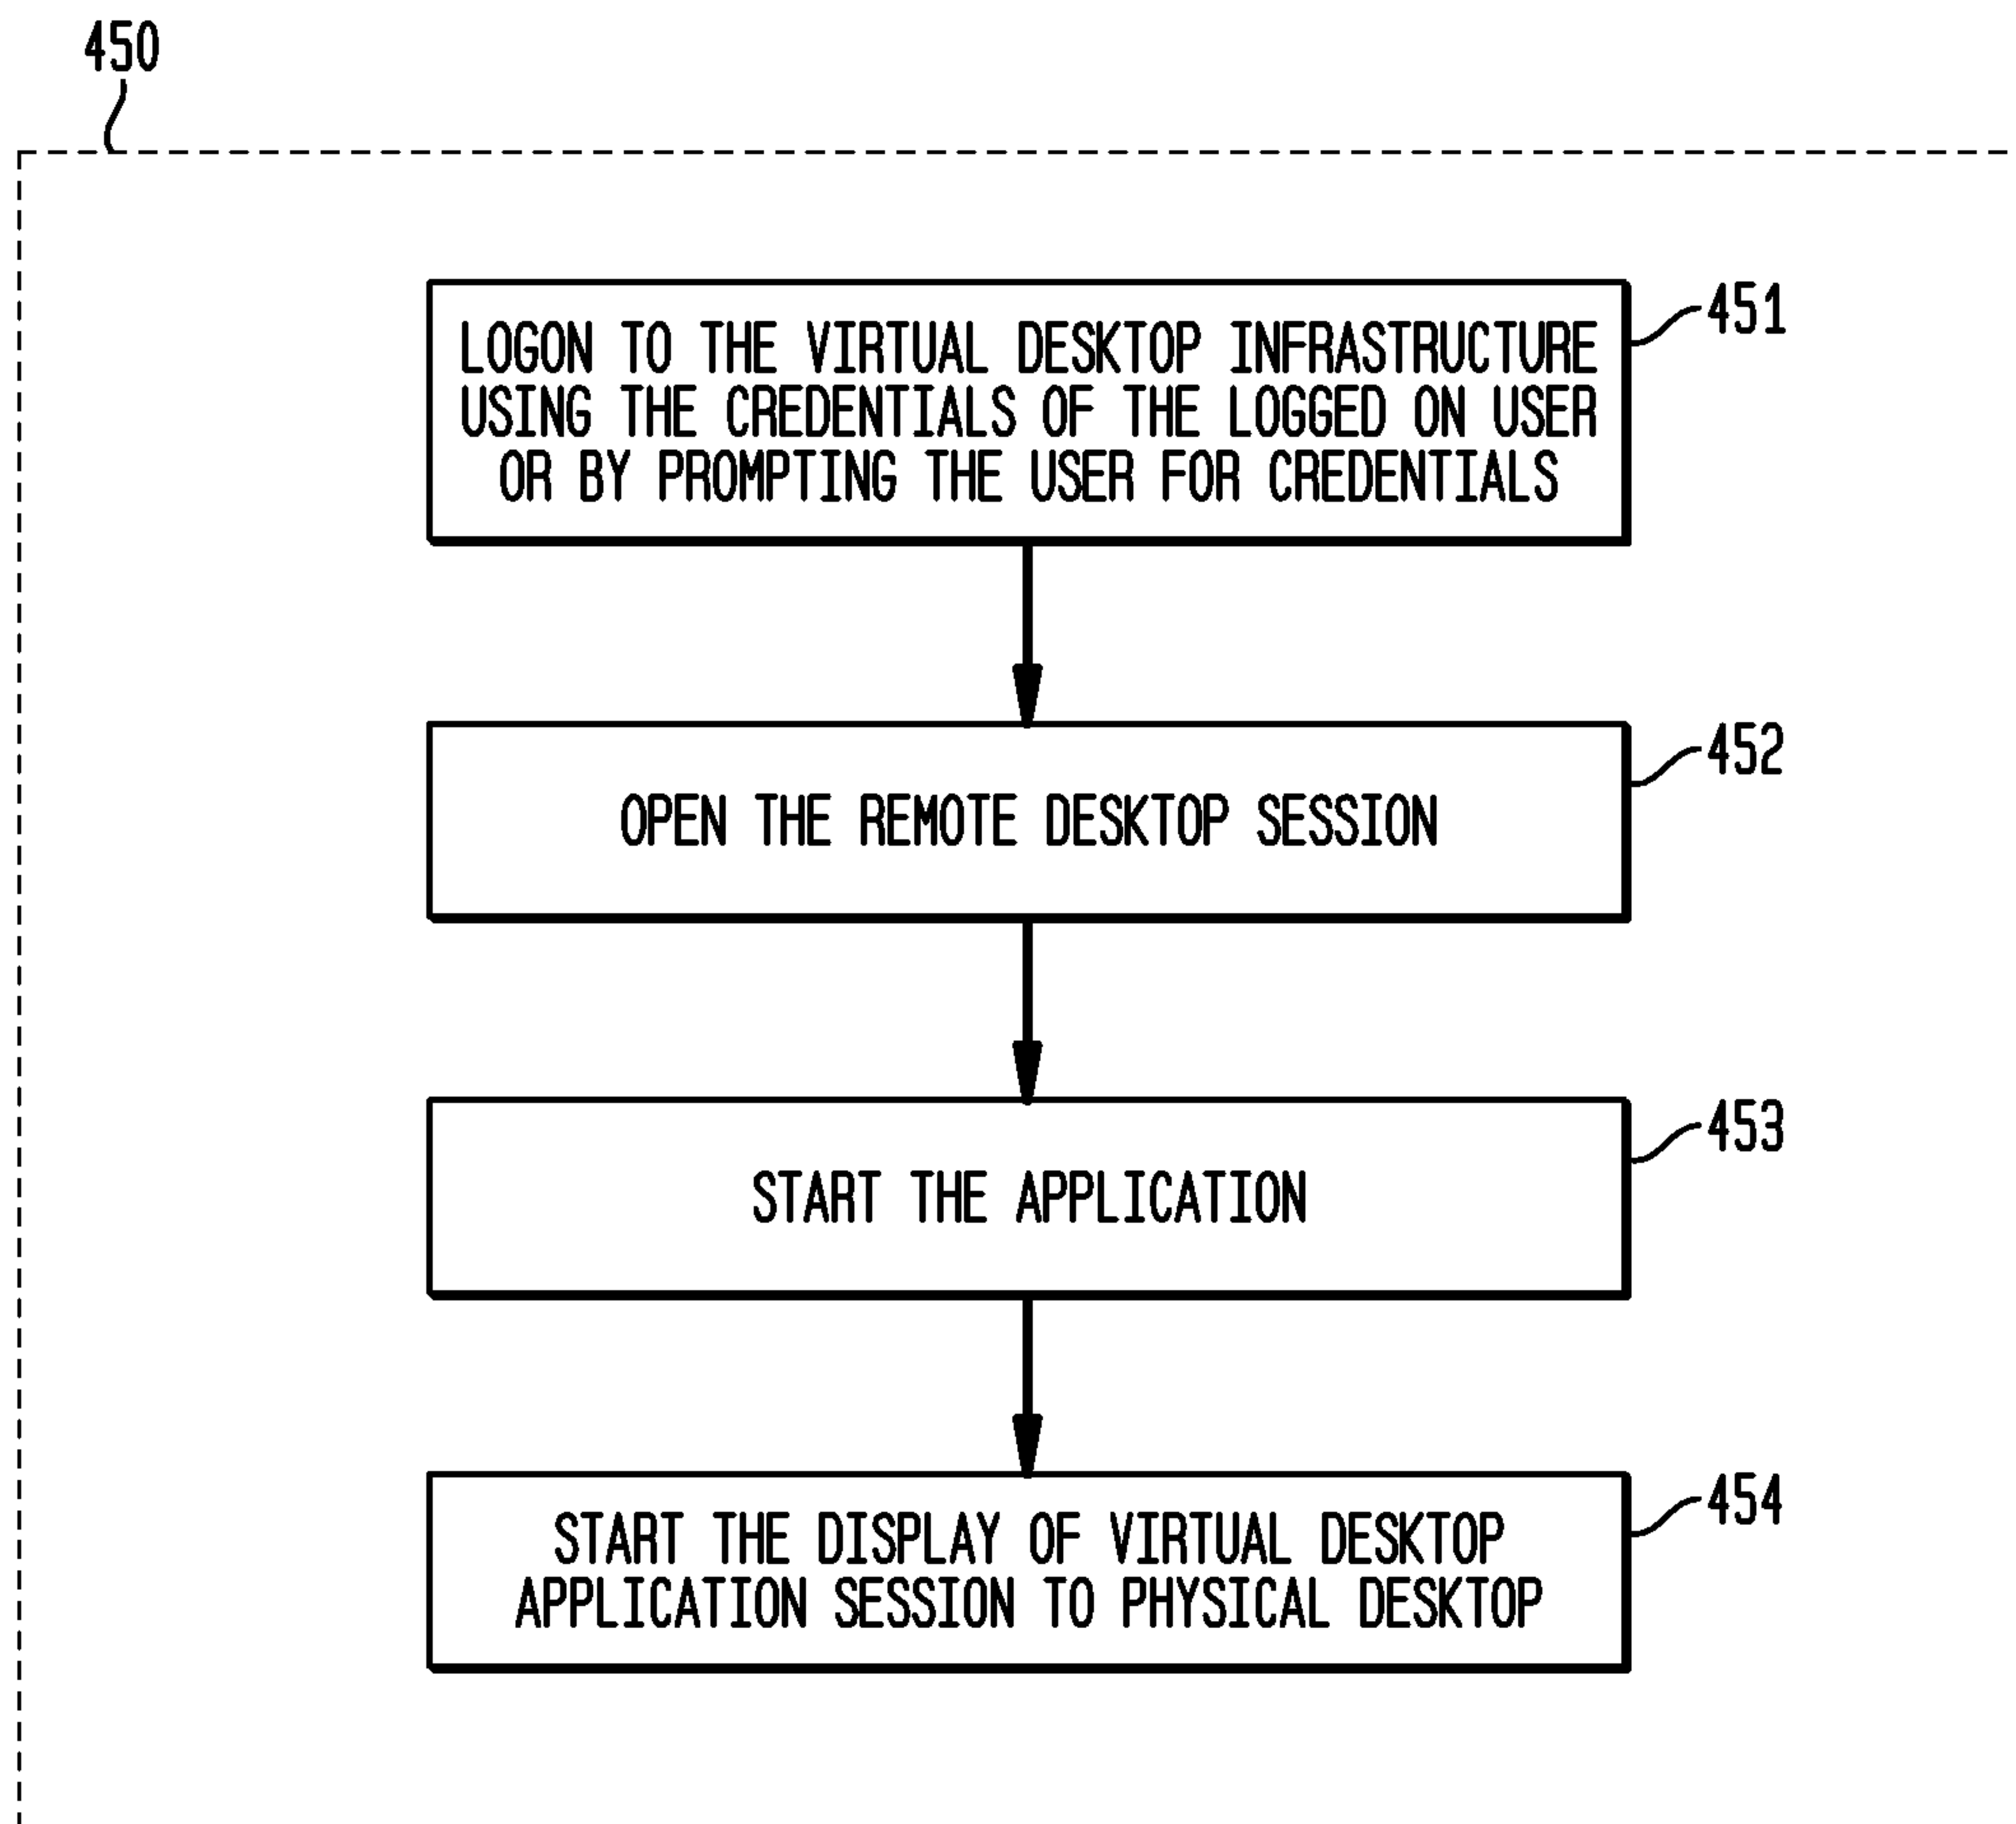 450
LOGON TO THE VIRTUAL DESKTOP INFRASTRUCTURE
USING THE CREDENTIALS OF THE LOGGED ON USER
OR BY PROMPTING THE USER FOR CREDENTIALS
451
OPEN THE REMOTE DESKTOP SESSION
452
START THE APPLICATION
453
START THE DISPLAY OF VIRTUAL DESKTOP
APPLICATION SESSION TO PHYSICAL DESKTOP
454